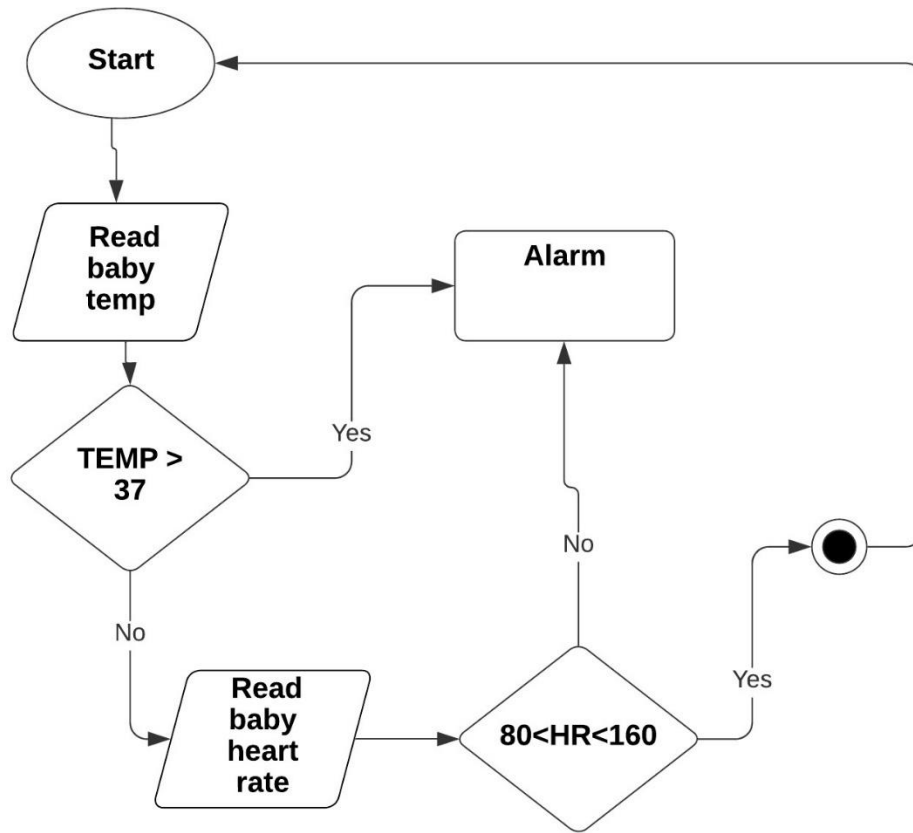 Start
Read
baby
temp
Alarm
TEMP >
37
Yes
No
No
Read
baby
heart
rate
80<HR<160
Yes